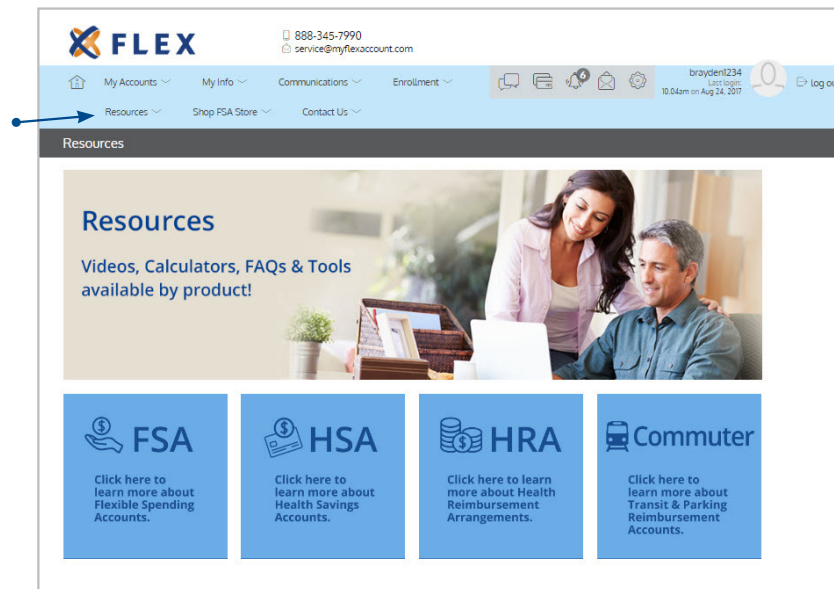 FLEX
888-345-7990
service@myflexaccount.com
My Accounts
My Info
Communications
Enrollment
6
brayden1234
Last login:
10.04am on Aug 24, 2017
log ou
Resources
Shop FSA Store
Contact Us
Resources
Resources
Videos, Calculators, FAQs & Tools
available by product!
FSA
Click here to
learn more about
Flexible Spending
Accounts.
HSA
Click here to
learn more about
Health Savings
Accounts.
HRA
Click here to learn
more about Health
Reimbursement
Arrangements.
Commuter
Click here to
learn more about
Transit & Parking
Reimbursement
Accounts.